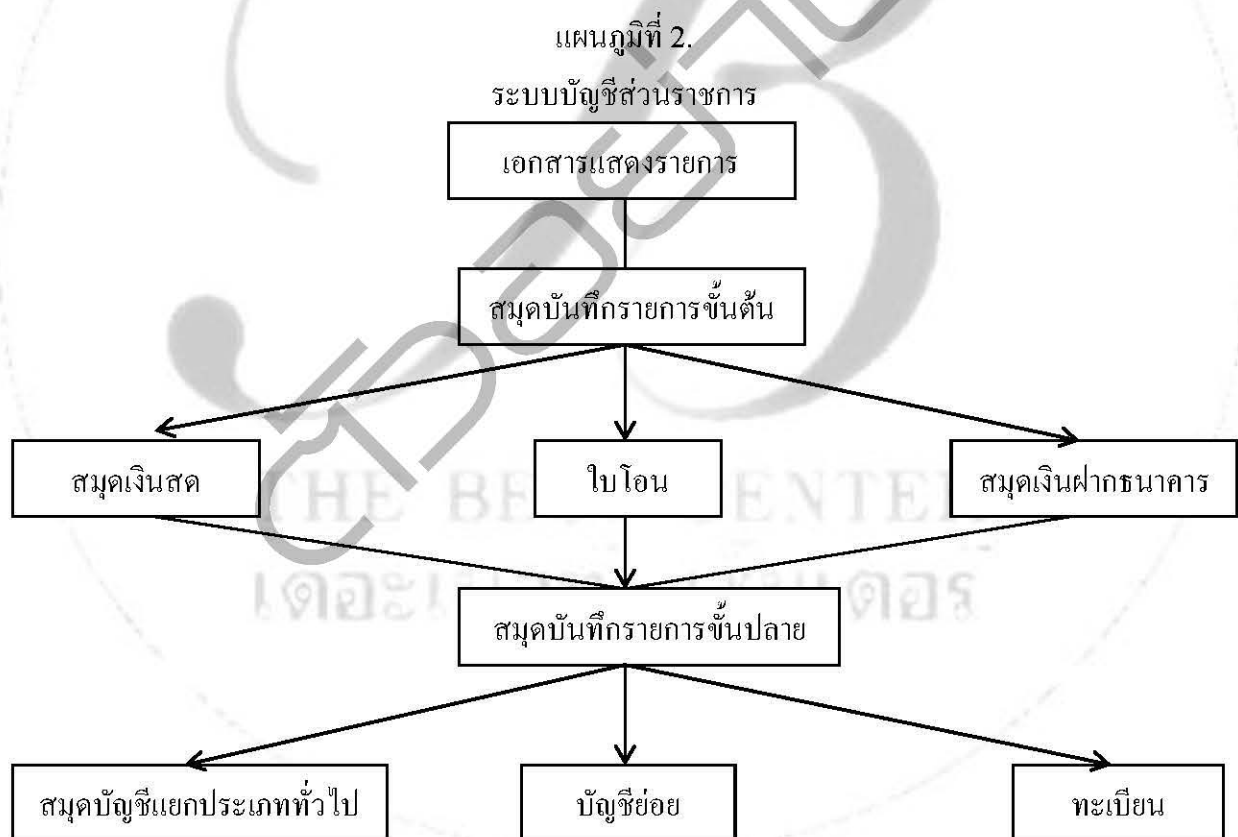 แผนภูมิที่ 2.
ระบบบัญชีส่วนราชการ
เอกสารแสดงรายการ
สมุดบันทึกรายการขั้นต้น
สมุดเงินสด
ใบโอน
สมุดเงินฝากธนาคาร
สมุดบันทึกรายการขั้นปลาย
สมุดบัญชีแยกประเภททั่วไป
บัญชีย่อย
ทะเบียน